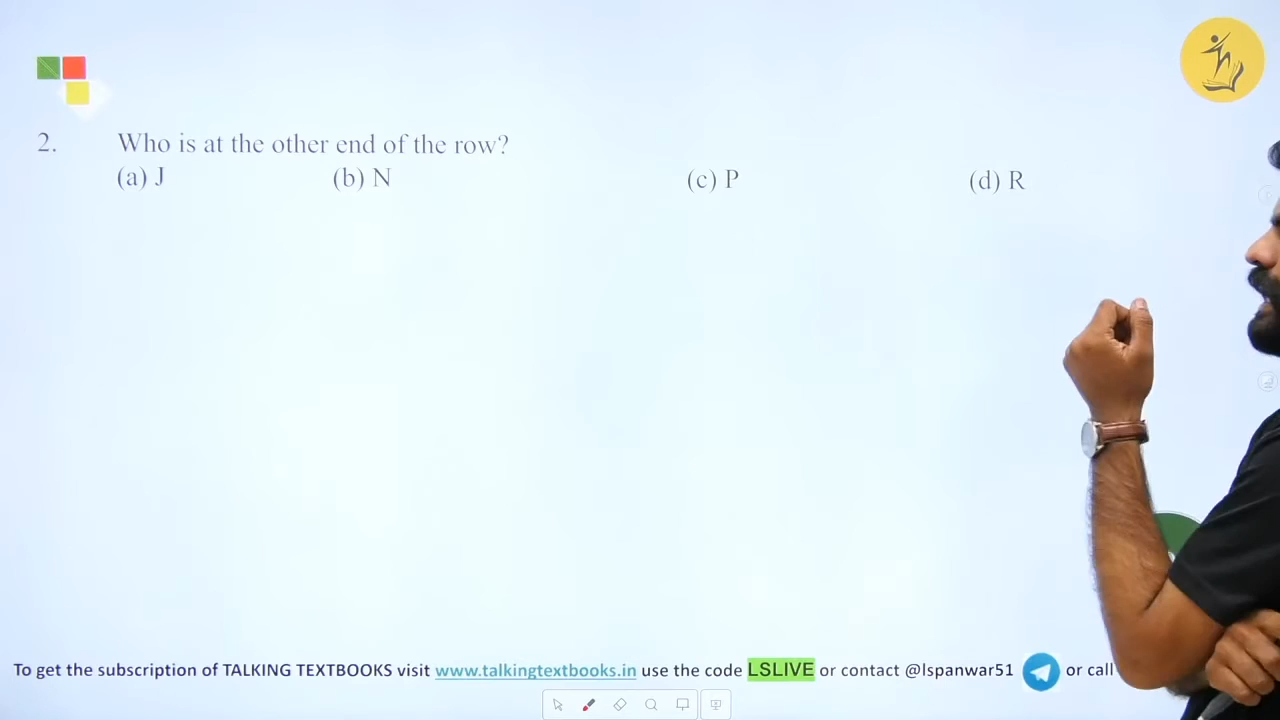 2. Who is at the other end of the row?
(a) J (b) N (c) P (d) R
To get the subscription of TALKING TEXTBOOKS visit www.talkingtextbooks.in use the code LSLIVE or contact @lspanwar51 or call